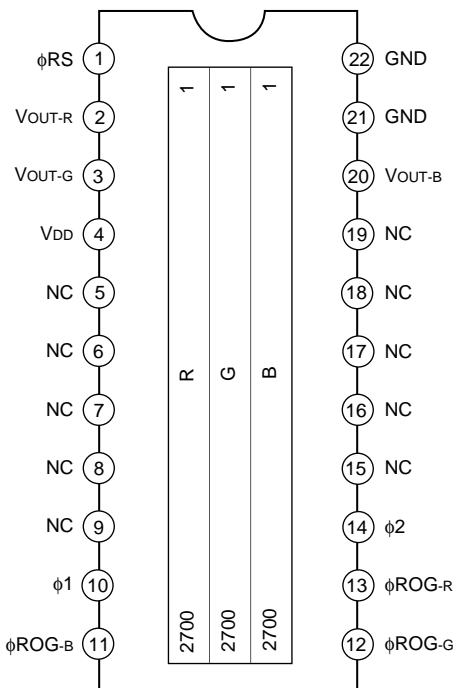 φRS 1
VOUT-R 2
VOUT-G 3
VDD 4
NC 5
NC 6
NC 7
NC 8
NC 9
φ1 10
φROG-B 11
1 1 1
R G B
2700 2700 2700
22 GND
21 GND
20 VOUT-B
19 NC
18 NC
17 NC
16 NC
15 NC
14 φ2
13 φROG-R
12 φROG-G